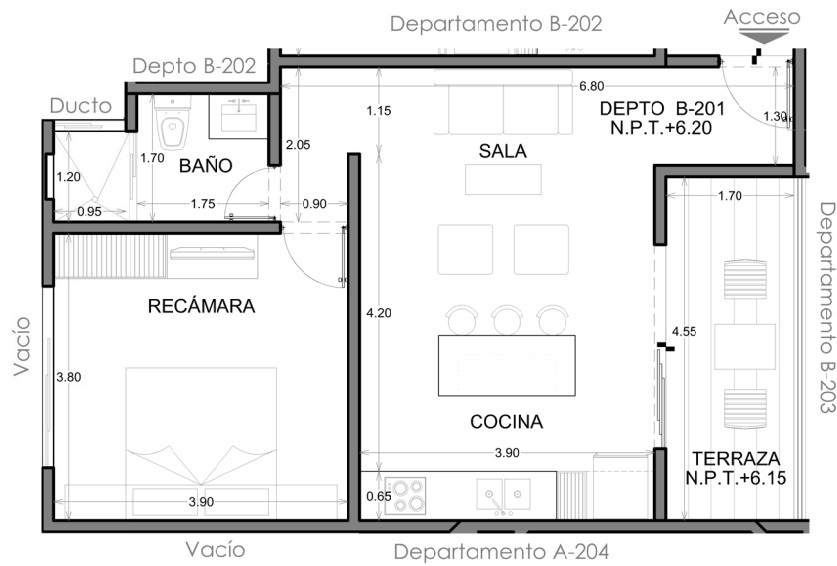 Acceso
Departamento B-202
Depto B-202
6.80
Ducto
1.15
DEPTO B-201
N.P.T.+6.20
1.30
2.05
SALA
1.70
BAÑO
1.20
0.95
1.75
0.90
1.70
RECÁMARA
Departamento B-203
Vacío
4.20
4.55
3.80
COCINA
3.90
TERRAZA
N.P.T.+6.15
3.90
0.65
Vacío
Departamento A-204